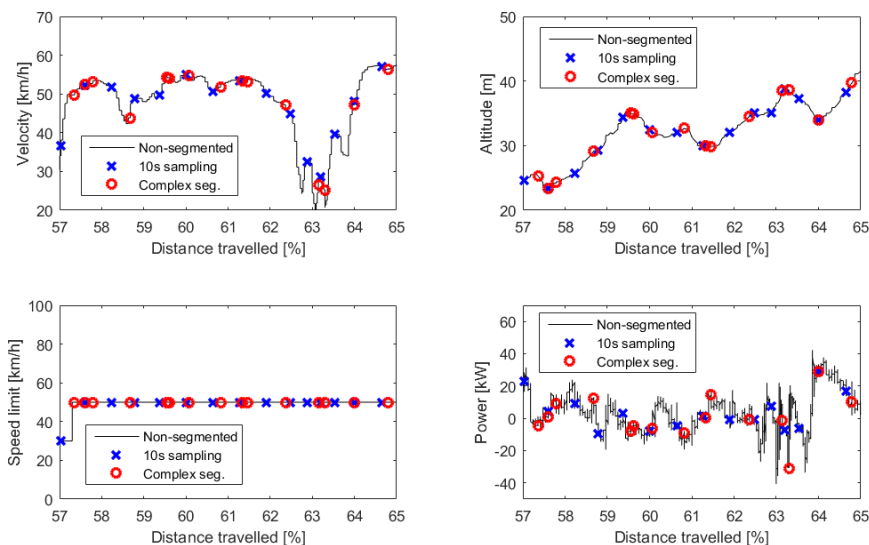 60
50
40
30
20
Velocity [km/h]
Non-segmented
10s sampling
Complex seg.
57 58 59 60 61 62 63 64 65
Distance travelled [%]
50
40
30
20
Altitude [m]
Non-segmented
10s sampling
Complex seg.
57 58 59 60 61 62 63 64 65
Distance travelled [%]
100
80
60
40
20
0
Speed limit [km/h]
Non-segmented
10s sampling
Complex seg.
57 58 59 60 61 62 63 64 65
Distance travelled [%]
60
40
20
0
-20
-40
Power [kW]
Non-segmented
10s sampling
Complex seg.
57 58 59 60 61 62 63 64 65
Distance travelled [%]